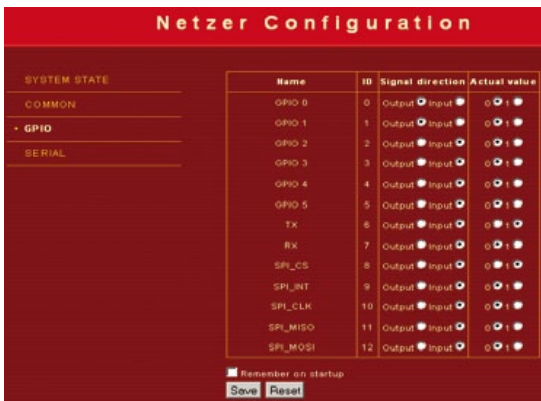 Netzer Configuration
SYSTEM STATE
COMMON
GPIO
SERIAL
Name ID Signal direction Actual value
GPIO 0 0 Output Input 0 1
GPIO 1 1 Output Input 0 1
GPIO 2 2 Output Input 0 1
GPIO 3 3 Output Input 0 1
GPIO 4 4 Output Input 0 1
GPIO 5 5 Output Input 0 1
TX 6 Output Input 0 1
RX 7 Output Input 0 1
SPI_CS 8 Output Input 0 1
SPI_INT 9 Output Input 0 1
SPI_CLK 10 Output Input 0 1
SPI_MISO 11 Output Input 0 1
SPI_MOSI 12 Output Input 0 1
Remember on startup
Save Reset